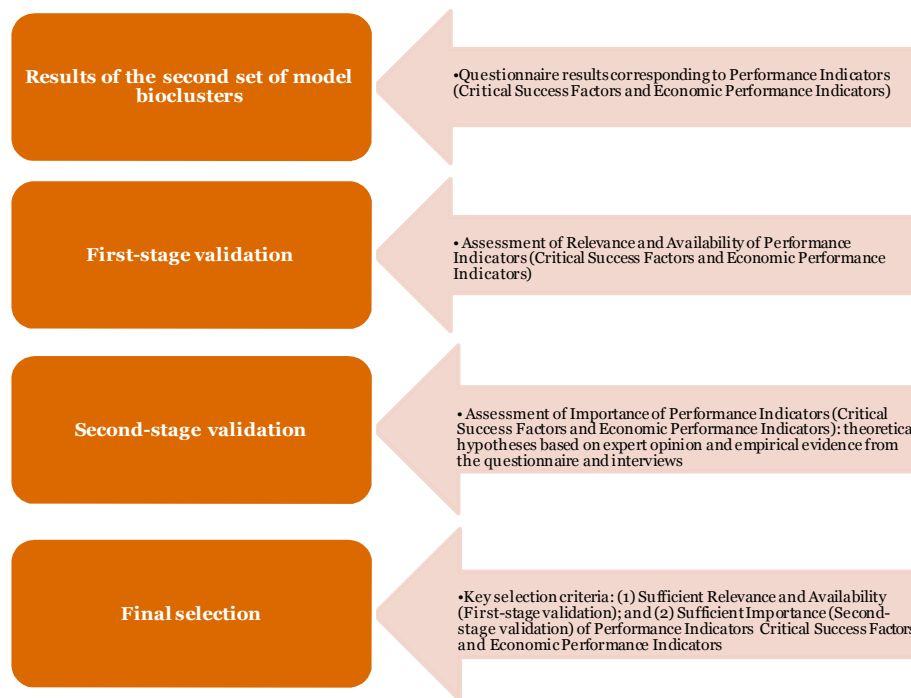 Results of the second set of model
bioclusters
•Questionnaire results corresponding to Performance Indicators
(Critical Success Factors and Economic Performance Indicators)
First-stage validation
• Assessment of Relevance and Availability of Performance
Indicators (Critical Success Factors and Economic Performance
Indicators)
Second-stage validation
• Assessment of Importance of Performance Indicators (Critical
Success Factors and Economic Performance Indicators): theoretical
hypotheses based on expert opinion and empirical evidence from
the questionnaire and interviews
Final selection
•Key selection criteria: (1) Sufficient Relevance and Availability
(First-stage validation); and (2) Sufficient Importance (Second-
stage validation) of Performance Indicators Critical Success Factors
and Economic Performance Indicators